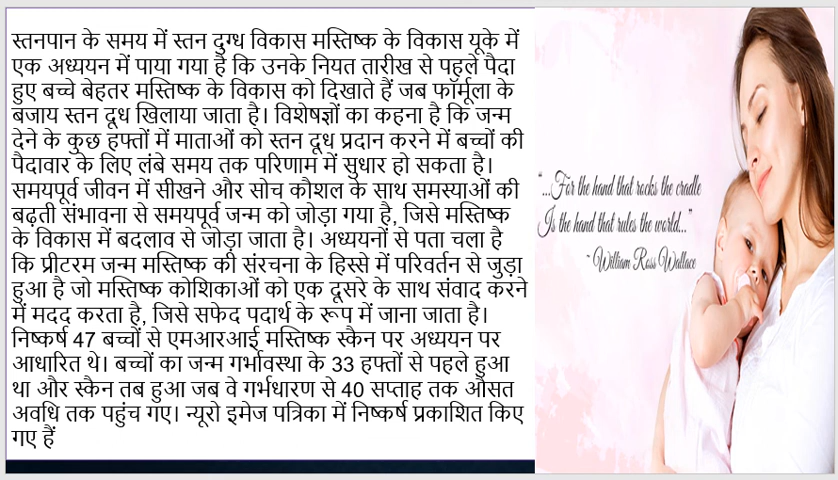 स्तनपान के समय में स्तन दुग्ध विकास मस्तिष्क के विकास यूके में
एक अध्ययन में पाया गया है कि उनके नियत तारीख से पहले पैदा
हुए बच्चे बेहतर मस्तिष्क के विकास को दिखाते हैं जब फॉर्मूला के
बजाय स्तन दूध खिलाया जाता है। विशेषज्ञों का कहना है कि जन्म
देने के कुछ हफ्तों में माताओं को स्तन दूध प्रदान करने में बच्चों की
पैदावार के लिए लंबे समय तक परिणाम में सुधार हो सकता है।
समयपूर्व जीवन में सीखने और सोच कौशल के साथ समस्याओं की
बढ़ती संभावना से समयपूर्व जन्म को जोड़ा गया है, जिसे मस्तिष्क
के विकास में बदलाव से जोड़ा जाता है। अध्ययनों से पता चला है
कि प्रीटरम जन्म मस्तिष्क की संरचना के हिस्से में परिवर्तन से जुड़ा
हुआ है जो मस्तिष्क कोशिकाओं को एक दूसरे के साथ संवाद करने
में मदद करता है, जिसे सफेद पदार्थ के रूप में जाना जाता है।
निष्कर्ष 47 बच्चों से एमआरआई मस्तिष्क स्कैन पर अध्ययन पर
आधारित थे। बच्चों का जन्म गर्भावस्था के 33 हफ्तों से पहले हुआ
था और स्कैन तब हुआ जब वे गर्भधारण से 40 सप्ताह तक औसत
अवधि तक पहुंच गए। न्यूरो इमेज पत्रिका में निष्कर्ष प्रकाशित किए
गए हैं
"...For the hand that rocks the cradle
Is the hand that rules the world..."
~ William Ross Wallace